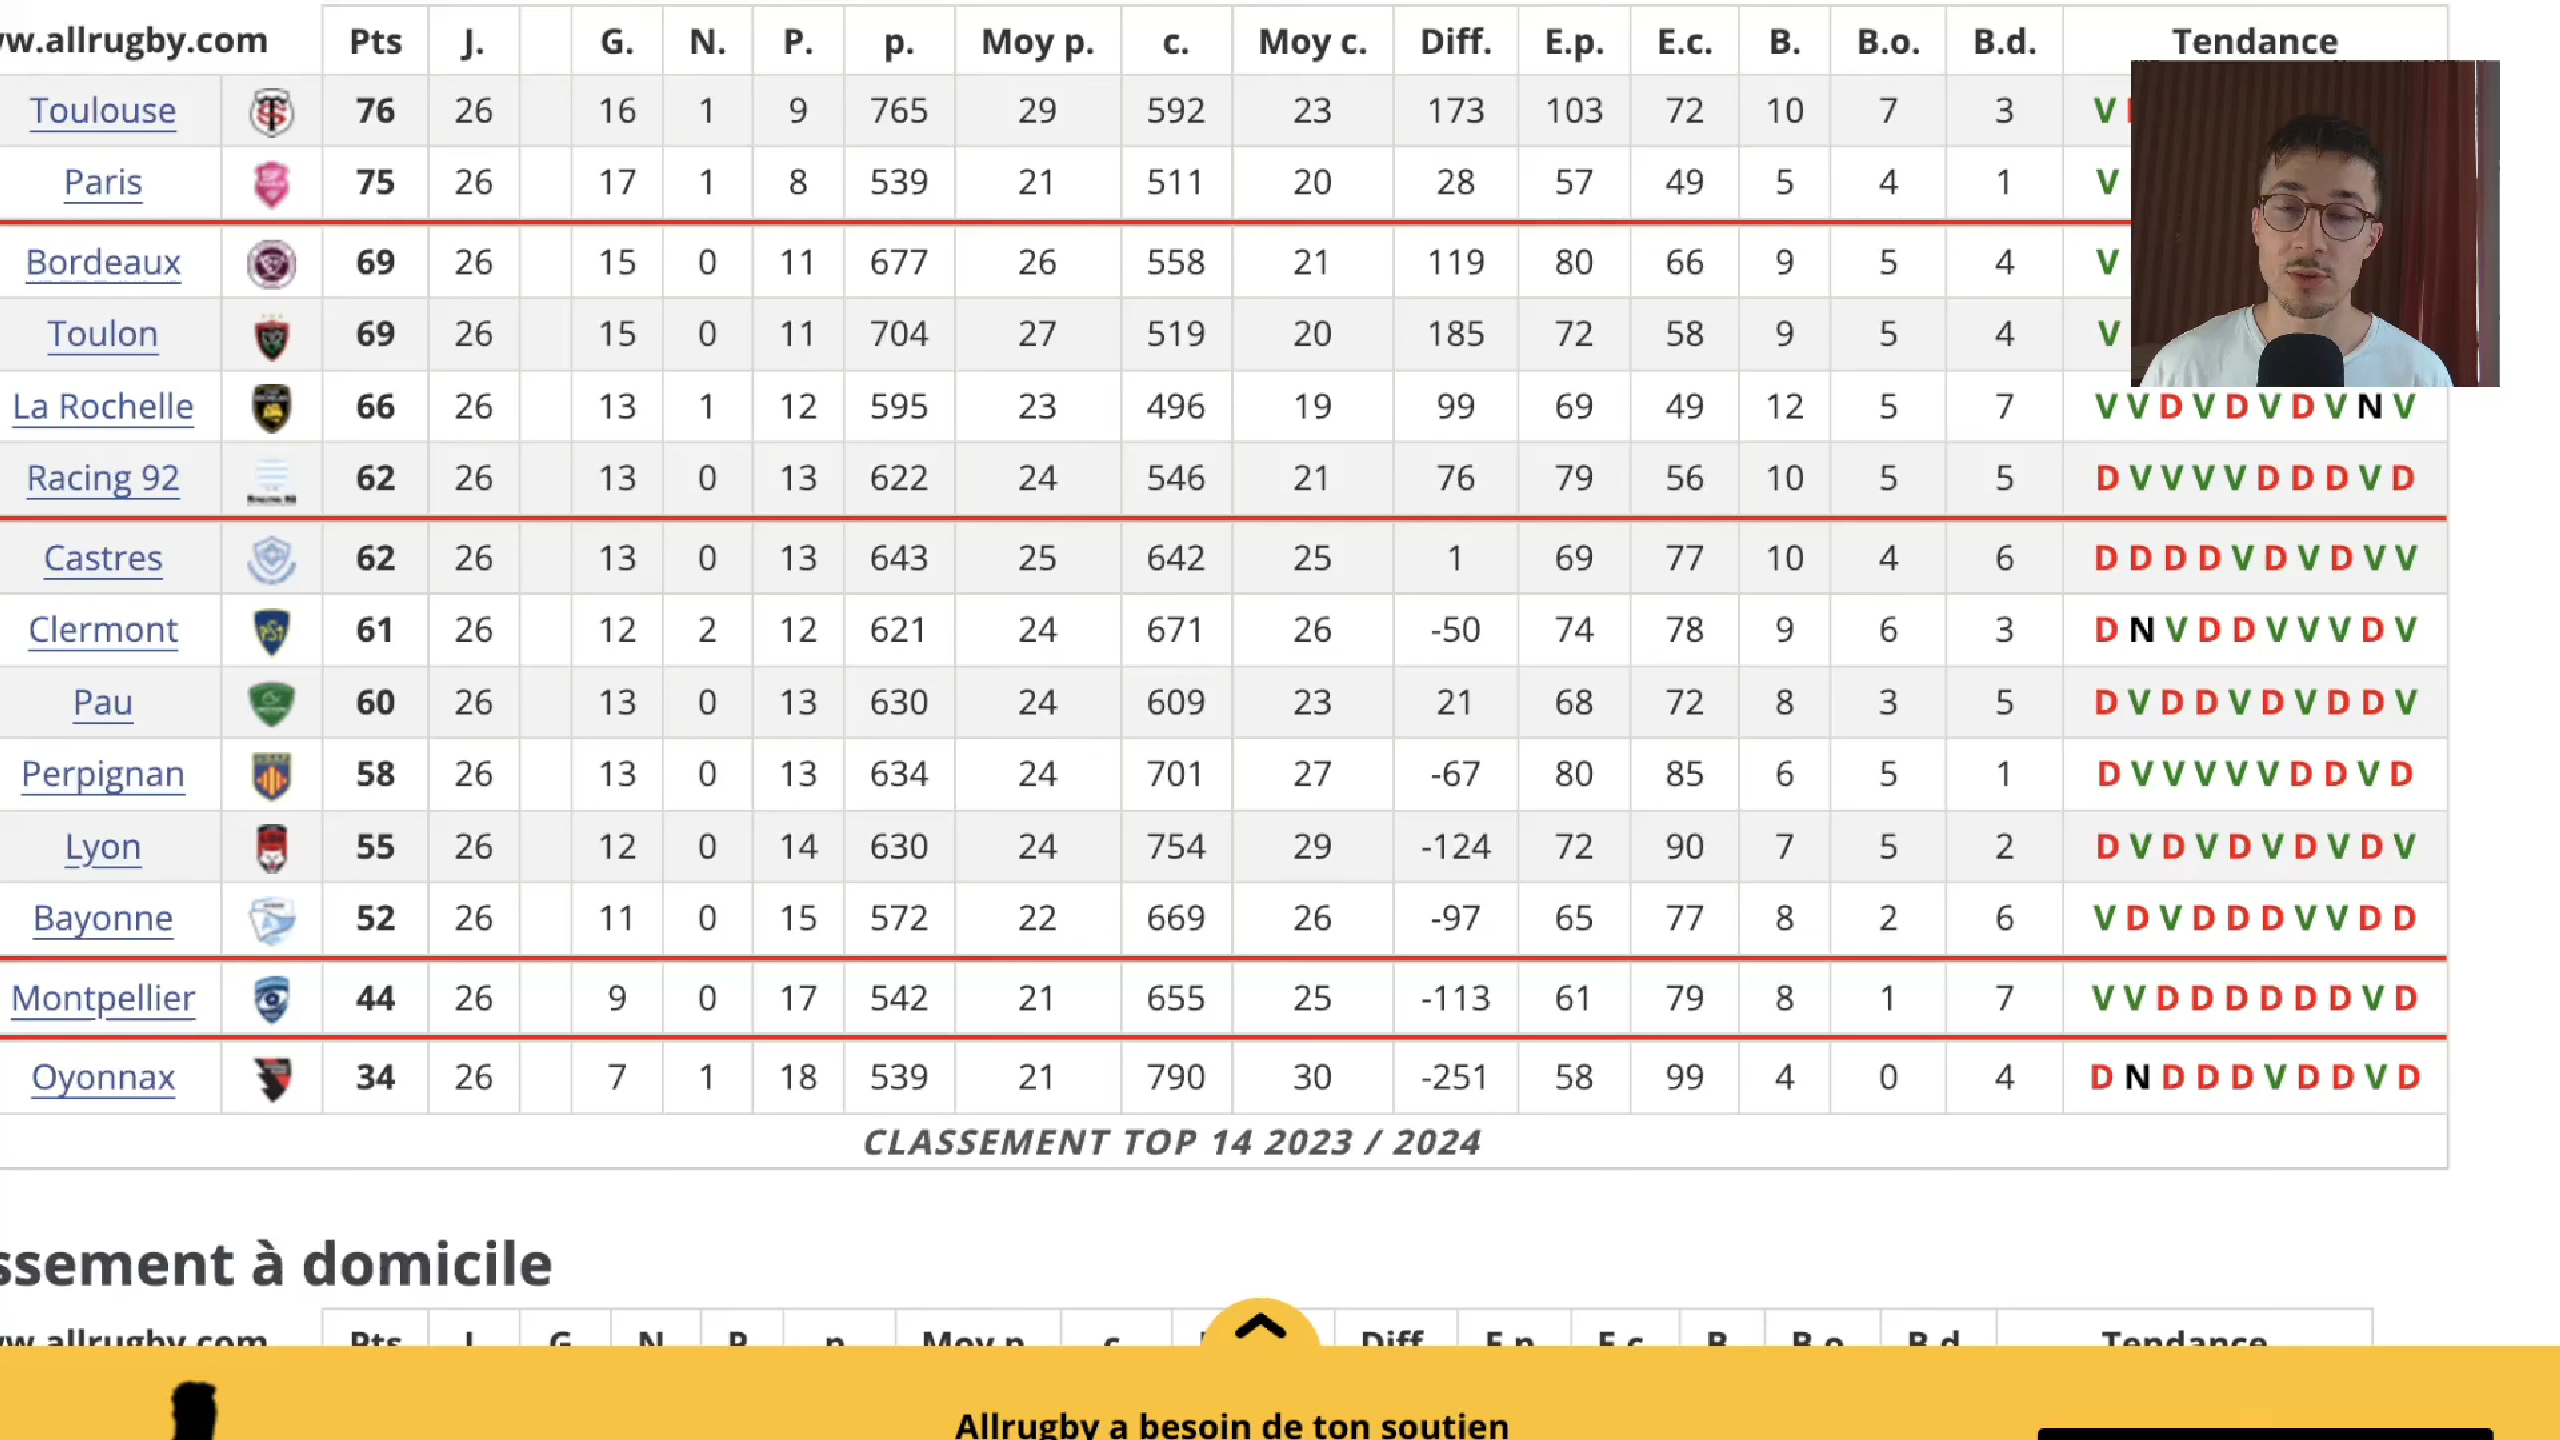 w.allrugby.com Pts J. G. N. P. p. Moy p. c. Moy c. Diff. E.p. E.c. B. B.o. B.d. Tendance
Toulouse 76 26 16 1 9 765 29 592 23 173 103 72 10 7 3 V
Paris 75 26 17 1 8 539 21 511 20 28 57 49 5 4 1 V
Bordeaux 69 26 15 0 11 677 26 558 21 119 80 66 9 5 4 V
Toulon 69 26 15 0 11 704 27 519 20 185 72 58 9 5 4 V
La Rochelle 66 26 13 1 12 595 23 496 19 99 69 49 12 5 7 V V D V D V D V N V
Racing 92 62 26 13 0 13 622 24 546 21 76 79 56 10 5 5 D V V V V D D D V D
Castres 62 26 13 0 13 643 25 642 25 1 69 77 10 4 6 D D D D V D V D V V
Clermont 61 26 12 2 12 621 24 671 26 -50 74 78 9 6 3 D N V D D V V V D V
Pau 60 26 13 0 13 630 24 609 23 21 68 72 8 3 5 D V D D V D V D D V
Perpignan 58 26 13 0 13 634 24 701 27 -67 80 85 6 5 1 D V V V V V D D V D
Lyon 55 26 12 0 14 630 24 754 29 -124 72 90 7 5 2 D V D V D V D V D V
Bayonne 52 26 11 0 15 572 22 669 26 -97 65 77 8 2 6 V D V D D D V V D D
Montpellier 44 26 9 0 17 542 21 655 25 -113 61 79 8 1 7 V V D D D D D D V D
Oyonnax 34 26 7 1 18 539 21 790 30 -251 58 99 4 0 4 D N D D D V D D V D
CLASSEMENT TOP 14 2023 / 2024
ssement à domicile
w.allrugby.com Pts J. G. N. P. p. Moy p. c. Diff. E.p. E.c. B. B.o. B.d. Tendance
Allrugby a besoin de ton soutien